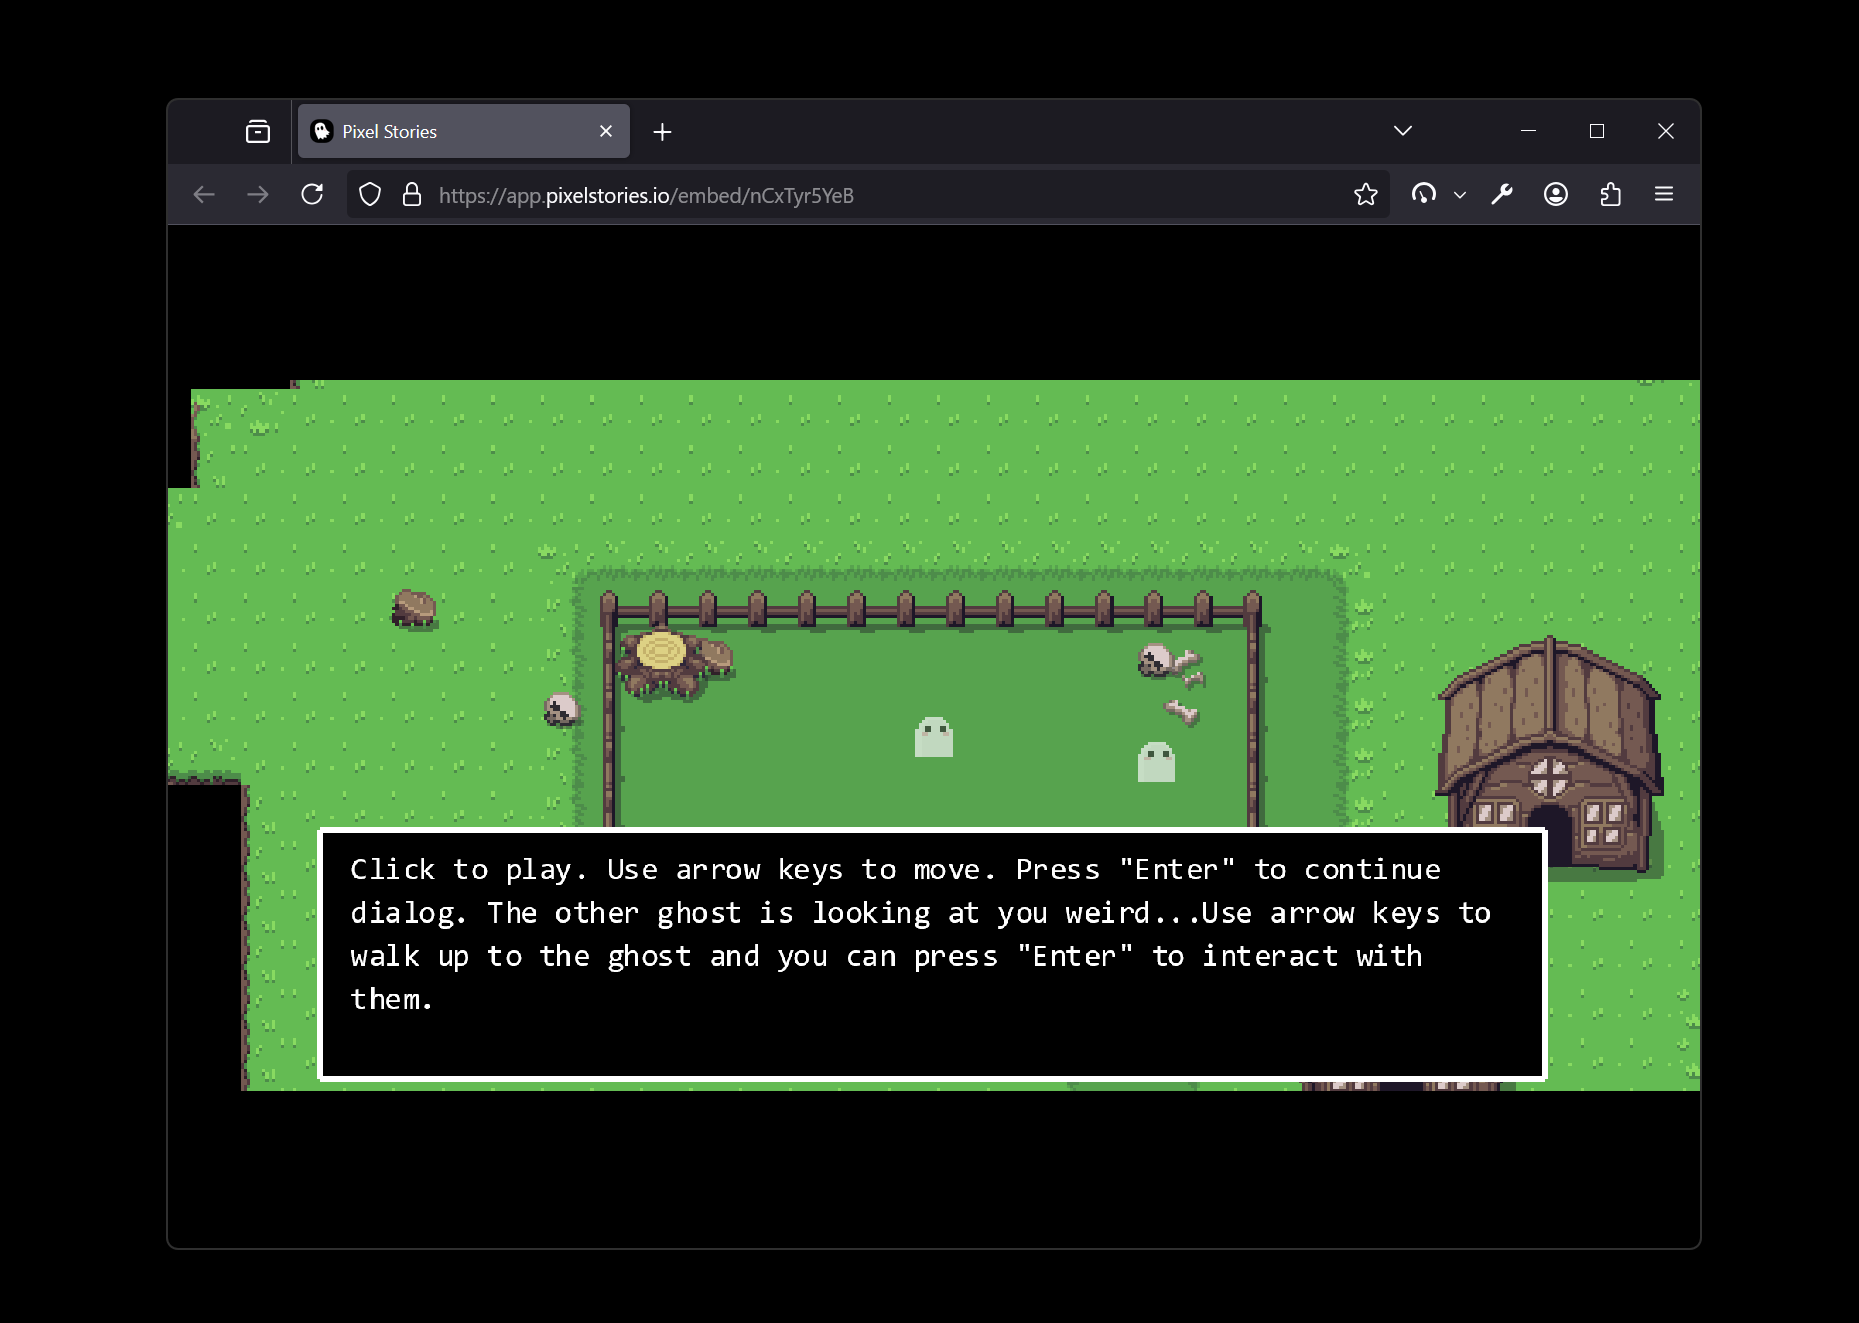 Pixel Stories
https://app.pixelstories.io/embed/nCxTyr5YeB
Click to play. Use arrow keys to move. Press "Enter" to continue
dialog. The other ghost is looking at you weird...Use arrow keys to
walk up to the ghost and you can press "Enter" to interact with
them.